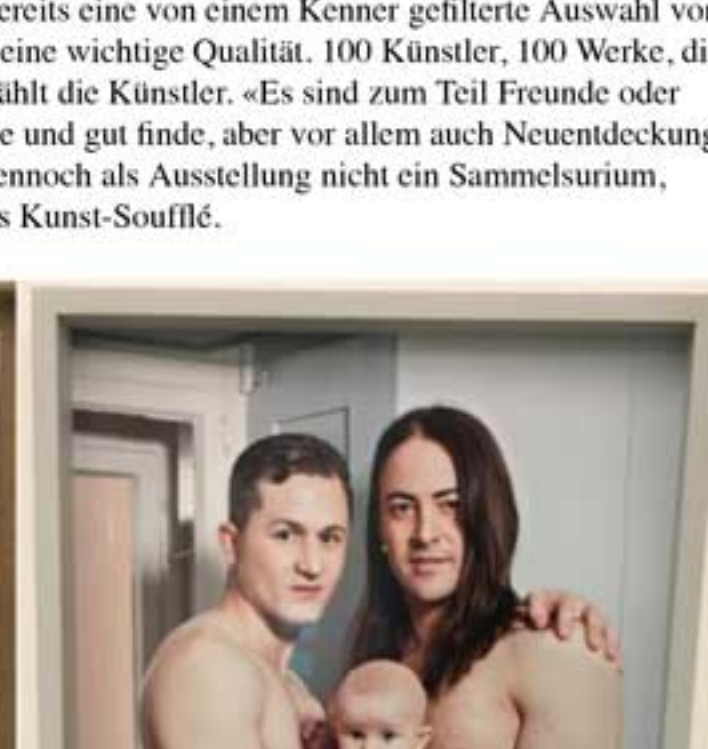 ereits eine von einem Kenner gefilterte Auswahl vor
eine wichtige Qualität. 100 Künstler, 100 Werke, di
ählt die Künstler. «Es sind zum Teil Freunde oder
e und gut finde, aber vor allem auch Neuentdeckung
ennoch als Ausstellung nicht ein Sammelsurium,
s Kunst-Soufflé.